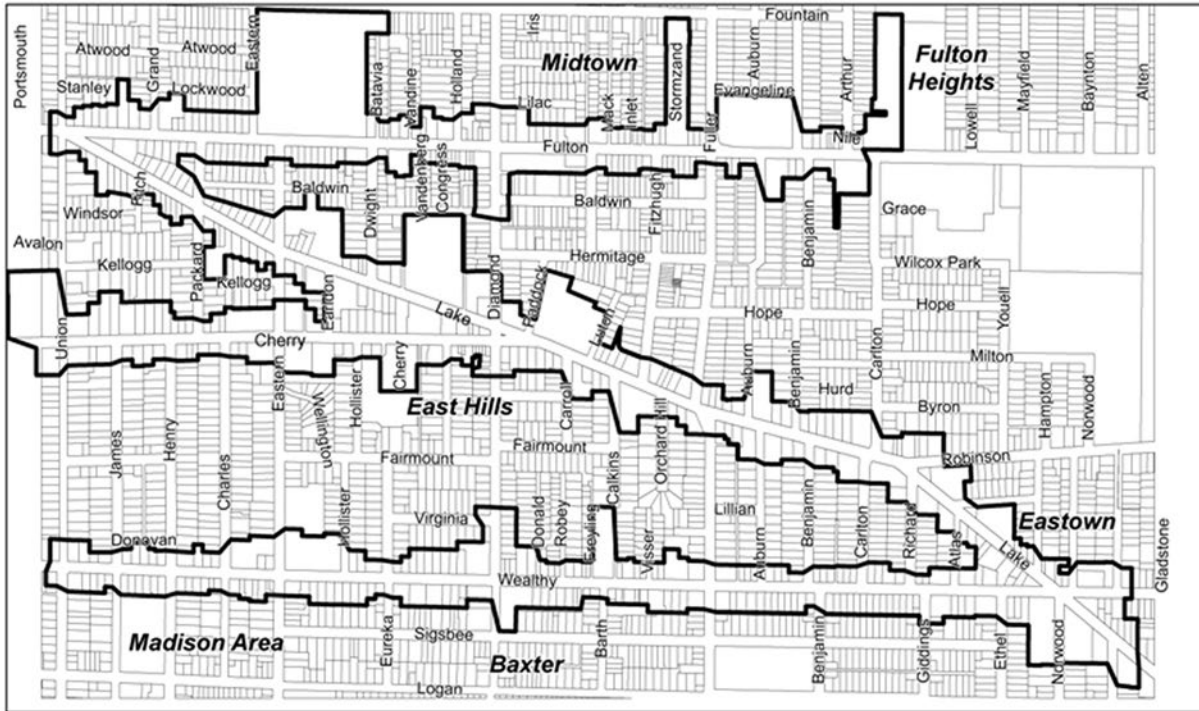 Fountain
Iris
Auburn
Eastern
Atwood
Atwood
Grand
Midtown
Stormzand
Arthur
Fulton
Heights
Mayfield
Baynton
Alten
Portsmouth
Stanley
Lockwood
Batavia
Vandine
Holland
Lilac
Mack
Inlet
Evangeline
Lowell
Fulton
Fuller
Nile
Vandenberg
Congress
Ritch
Baldwin
Dwight
Baldwin
Fitzhugh
Benjamin
Grace
Windsor
Avalon
Packard
Kellogg
Kellogg
Hermitage
Wilcox Park
Earldon
Diamond
Paddock
Lake
Luton
Hope
Hope
Youell
Union
Cherry
Cherry
Milton
Carlton
Auburn
Benjamin
Hurd
Eastern
Wellington
Hollister
East Hills
Carroll
Orchard Hill
Byron
Hampton
Norwood
James
Henry
Charles
Fairmount
Fairmount
Calkins
Robinson
Hollister
Virginia
Donald
Robey
Greyling
Visser
Lillian
Auburn
Benjamin
Carlton
Richard
Atlas
Eastown
Lake
Gladstone
Donovan
Wealthy
Madison Area
Eureka
Sigsbee
Baxter
Barth
Benjamin
Giddings
Ethel
Norwood
Logan